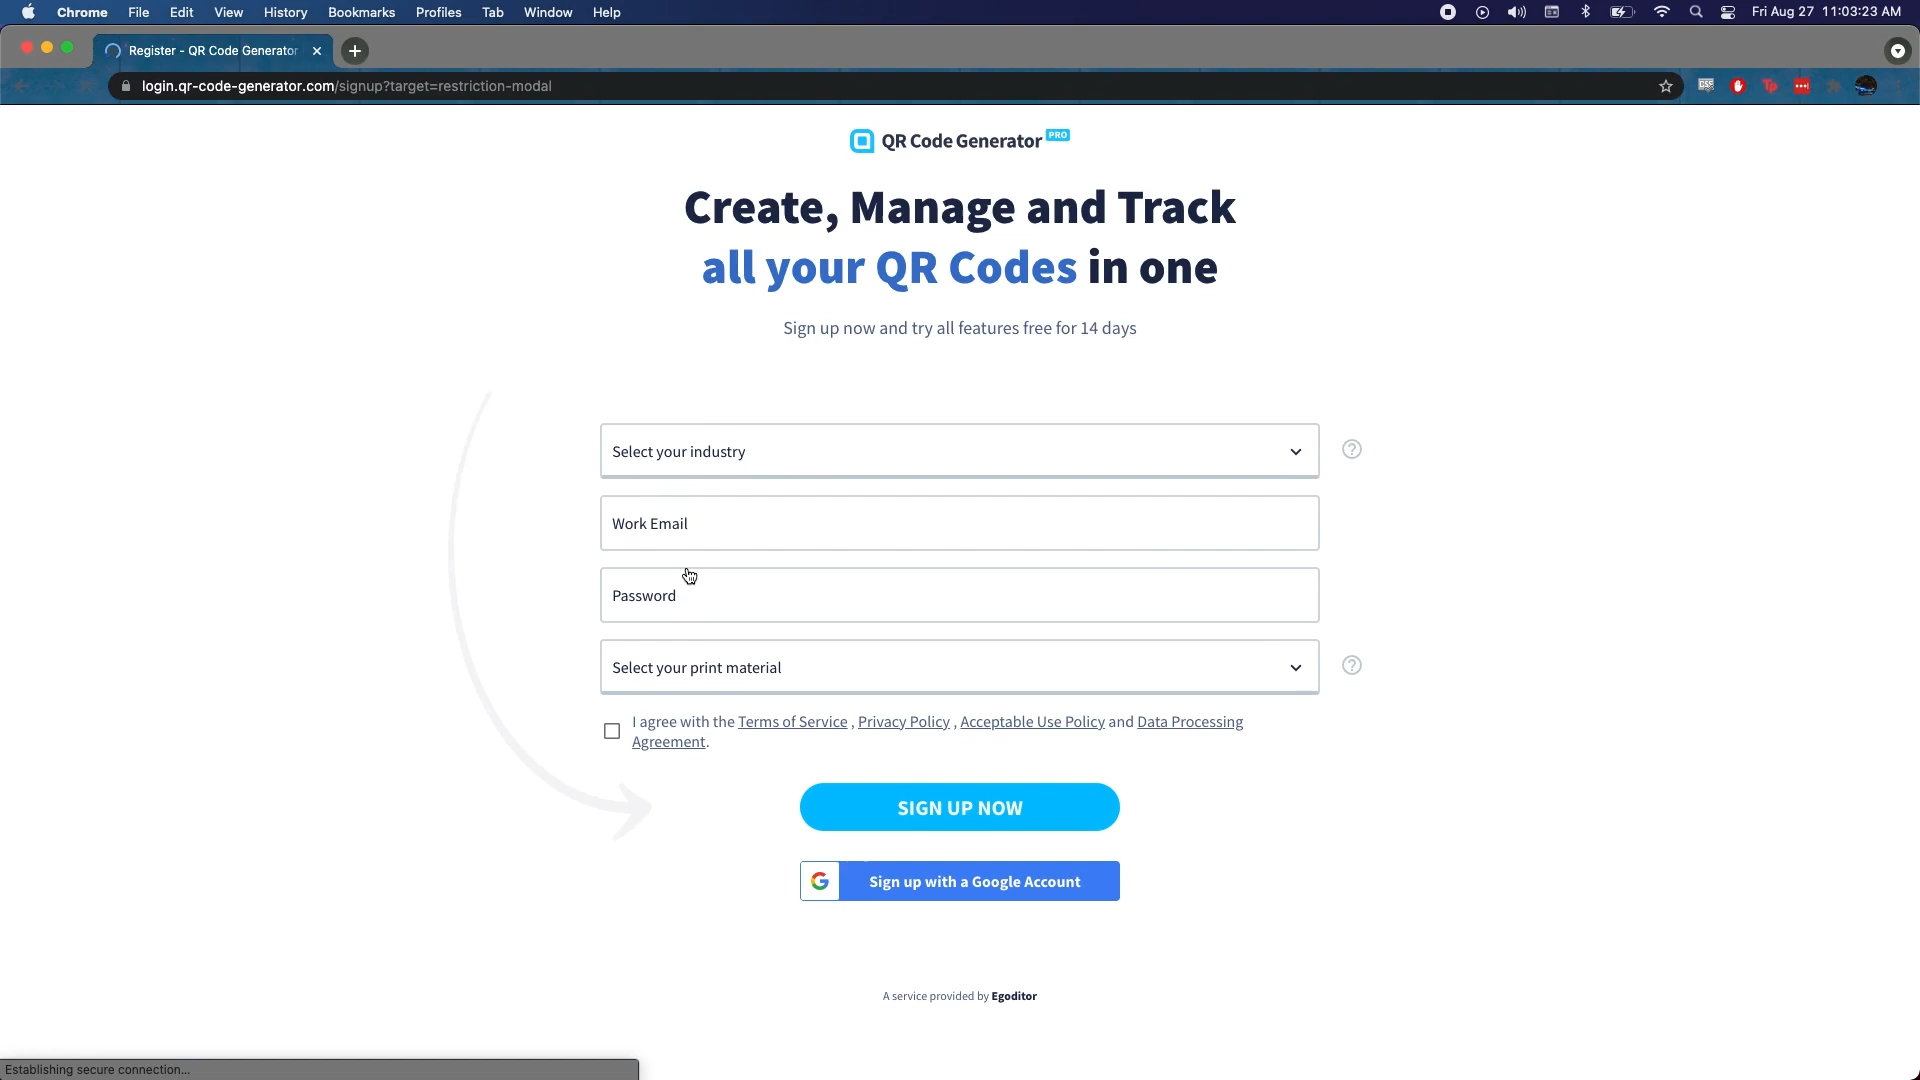 Chrome File Edit View History Bookmarks Profiles Tab Window Help Fri Aug 27 11:03:23 AM
Register - QR Code Generator
login.qr-code-generator.com/signup?target=restriction-modal
CSS
Tp
QR Code Generator PRO
Create, Manage and Track
all your QR Codes in one
Sign up now and try all features free for 14 days
Select your industry
?
Work Email
Password
Select your print material
?
I agree with the Terms of Service , Privacy Policy , Acceptable Use Policy and Data Processing
Agreement.
SIGN UP NOW
G
Sign up with a Google Account
A service provided by Egoditor
Establishing secure connection...